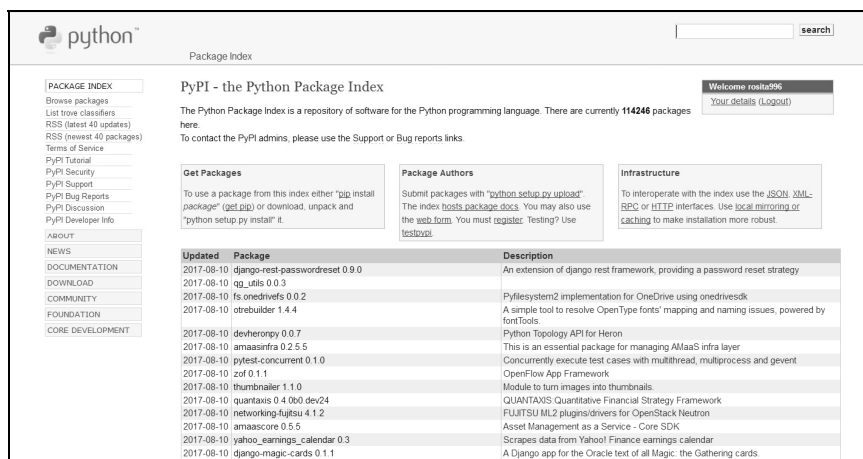 python™
search
Package Index
PACKAGE INDEX
Browse packages
List trove classifiers
RSS (latest 40 updates)
RSS (newest 40 packages)
Terms of Service
PyPI Tutorial
PyPI Security
PyPI Support
PyPI Bug Reports
PyPI Discussion
PyPI Developer Info
ABOUT
NEWS
DOCUMENTATION
DOWNLOAD
COMMUNITY
FOUNDATION
CORE DEVELOPMENT
PyPI - the Python Package Index
The Python Package Index is a repository of software for the Python programming language. There are currently 114246 packages
here.
To contact the PyPI admins, please use the Support or Bug reports links.
Welcome rosita996
Your details (Logout)
Get Packages
To use a package from this index either "pip install
package" (get pip) or download, unpack and
"python setup.py install" it.
Package Authors
Submit packages with "python setup.py upload".
The index hosts package docs. You may also use
the web form. You must register. Testing? Use
testpypi.
Infrastructure
To interoperate with the index use the JSON, XML-
RPC or HTTP interfaces. Use local mirroring or
caching to make installation more robust.
Updated Package Description
2017-08-10 django-rest-passwordreset 0.9.0 An extension of django rest framework, providing a password reset strategy
2017-08-10 qg_utils 0.0.3
2017-08-10 fs.onedrivefs 0.0.2 Pyfilesystem2 implementation for OneDrive using onedrivesdk
2017-08-10 otrebuilder 1.4.4 A simple tool to resolve OpenType fonts' mapping and naming issues, powered by
fontTools.
2017-08-10 devheronpy 0.0.7 Python Topology API for Heron
2017-08-10 amaasinfra 0.2.5.5 This is an essential package for managing AMaaS infra layer
2017-08-10 pytest-concurrent 0.1.0 Concurrently execute test cases with multithread, multiprocess and gevent
2017-08-10 zof 0.1.1 OpenFlow App Framework
2017-08-10 thumbnailer 1.1.0 Module to turn images into thumbnails.
2017-08-10 quantaxis 0.4.0b0.dev24 QUANTAXIS:Quantitative Financial Strategy Framework
2017-08-10 networking-fujitsu 4.1.2 FUJITSU ML2 plugins/drivers for OpenStack Neutron
2017-08-10 amaascore 0.5.5 Asset Management as a Service - Core SDK
2017-08-10 yahoo_earnings_calendar 0.3 Scrapes data from Yahoo! Finance earnings calendar
2017-08-10 django-magic-cards 0.1.1 A Django app for the Oracle text of all Magic: the Gathering cards.